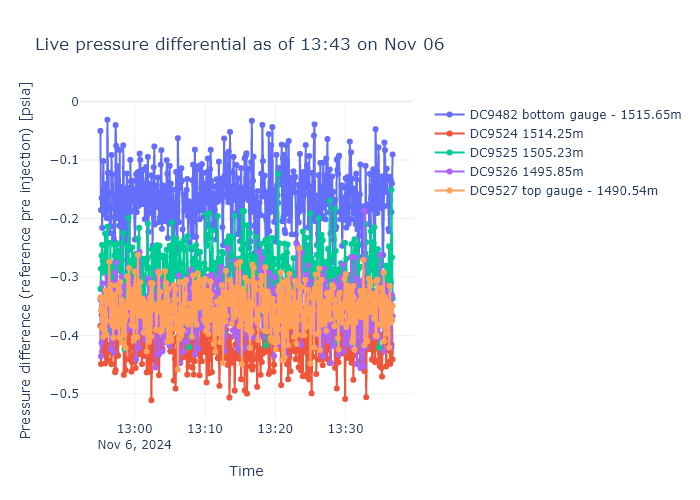 Live pressure differential as of 13:43 on Nov 06
Pressure difference (reference pre injection) [psia]
0
−0.1
−0.2
−0.3
−0.4
−0.5
13:00
Nov 6, 2024
13:10
13:20
13:30
Time
DC9482 bottom gauge - 1515.65m
DC9524 1514.25m
DC9525 1505.23m
DC9526 1495.85m
DC9527 top gauge - 1490.54m